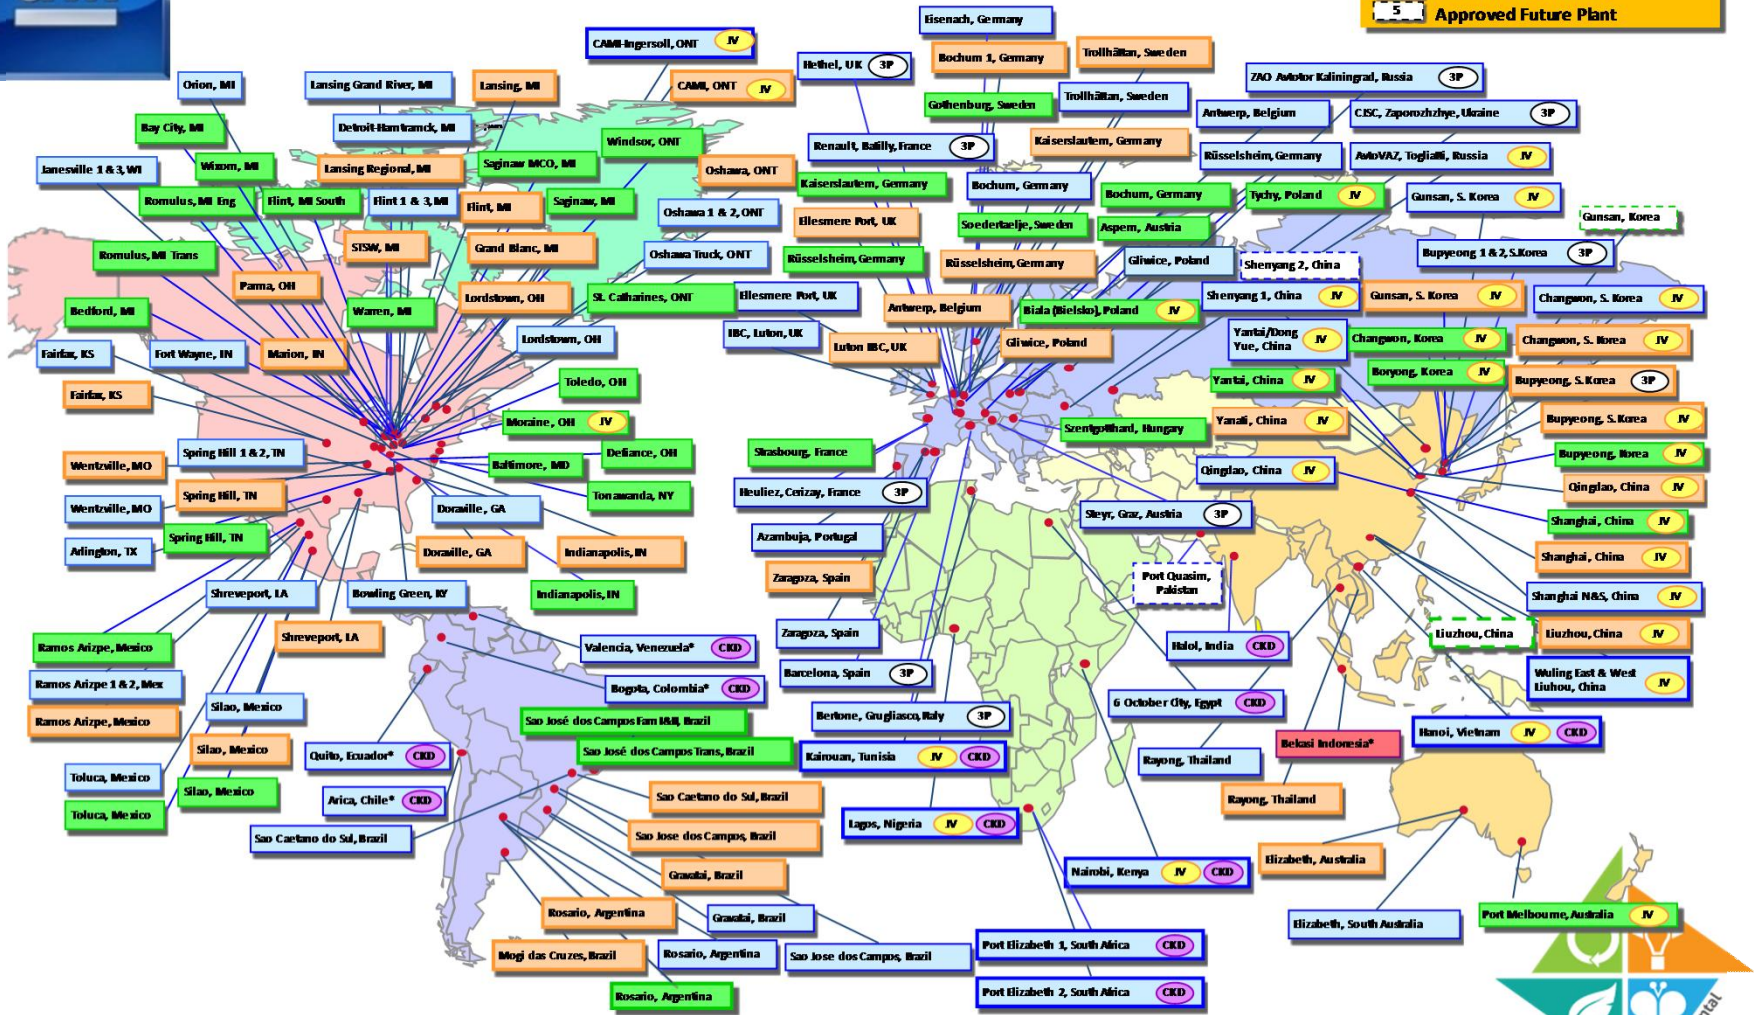 5 Approved Future Plant
Eisenach, Germany
CAMI-Ingersoll, ONT JV
Hethel, UK 3P
Bochum 1, Germany
Trollhättan, Sweden
ZAO Avtotor Kaliningrad, Russia 3P
Orion, MI
Lansing Grand River, MI
Lansing, MI
CAMI, ONT JV
Gothenburg, Sweden
Trollhättan, Sweden
Antwerp, Belgium
CJSC, Zaporozhzhye, Ukraine 3P
Bay City, MI
Detroit-Hamtramck, MI
Windsor, ONT
Renault, Batilly, France 3P
Kaiserslautern, Germany
Rüsselsheim, Germany
AvtoVAZ, Togliatti, Russia JV
Janesville 1 & 3, WI
Wixom, MI
Lansing Regional, MI
Saginaw MCO, MI
Oshawa, ONT
Kaiserslautern, Germany
Bochum, Germany
Bochum, Germany
Tychy, Poland JV
Gunsan, S. Korea JV
Romulus, MI Eng
Flint, MI South
Flint 1 & 3, MI
Flint, MI
Saginaw, MI
Oshawa 1 & 2, ONT
Ellesmere Port, UK
Soedertaelje, Sweden
Aspern, Austria
Gunsan, Korea
Romulus, MI Trans
STSW, MI
Grand Blanc, MI
Oshawa Truck, ONT
Rüsselsheim, Germany
Rüsselsheim, Germany
Gliwice, Poland
Shenyang 2, China
Bupyeong 1 & 2, S.Korea 3P
Parma, OH
Lordstown, OH
St. Catharines, ONT
Ellesmere Port, UK
Antwerp, Belgium
Biala (Bielsko), Poland JV
Shenyang 1, China JV
Gunsan, S. Korea JV
Changwon, S. Korea JV
Bedford, MI
Warren, MI
Lordstown, OH
IBC, Luton, UK
Luton IBC, UK
Gliwice, Poland
Yantai/Dong
Yue, China JV
Changwon, Korea JV
Changwon, S. Korea JV
Fairfax, KS
Fort Wayne, IN
Marion, IN
Toledo, OH
Yantai, China JV
Boryong, Korea JV
Bupyeong, S.Korea 3P
Fairfax, KS
Moraine, OH JV
Szentgotthard, Hungary
Yanati, China JV
Bupyeong, S.Korea JV
Wentzville, MO
Spring Hill 1 & 2, TN
Baltimore, MD
Defiance, OH
Strasbourg, France
Qingdao, China JV
Bupyeong, Korea JV
Spring Hill, TN
Tonawanda, NY
Heuliez, Cerizay, France 3P
Qingdao, China JV
Wentzville, MO
Doraville, GA
Steyr, Graz, Austria 3P
Shanghai, China JV
Spring Hill, TN
Azambuja, Portugal
Arlington, TX
Doraville, GA
Indianapolis, IN
Shanghai, China JV
Zaragoza, Spain
Port Quasim,
Pakistan
Shreveport, LA
Bowling Green, KY
Indianapolis, IN
Shanghai N&S, China JV
Shreveport, LA
Zaragoza, Spain
Liuzhou, China
Liuzhou, China JV
Ramos Arizpe, Mexico
Valencia, Venezuela* CKD
Halol, India CKD
Ramos Arizpe 1 & 2, Mex
Bogota, Colombia* CKD
Barcelona, Spain 3P
Wuling East & West
Liuhou, China JV
Ramos Arizpe, Mexico
Silao, Mexico
Sao José dos Campos Fam I&II, Brazil
Bertone, Grugliasco, Italy 3P
6 October City, Egypt CKD
Hanoi, Vietnam JV CKD
Silao, Mexico
Quito, Ecuador* CKD
Sao José dos Campos Trans, Brazil
Kairouan, Tunisia JV CKD
Rayong, Thailand
Bekasi Indonesia*
Toluca, Mexico
Silao, Mexico
Arica, Chile* CKD
Sao Caetano do Sul, Brazil
Rayong, Thailand
Toluca, Mexico
Sao Caetano do Sul, Brazil
Sao Jose dos Campos, Brazil
Lagos, Nigeria JV CKD
Gravatai, Brazil
Nairobi, Kenya JV CKD
Elizabeth, Australia
Rosario, Argentina
Gravatai, Brazil
Elizabeth, South Australia
Port Melbourne, Australia JV
Mogi das Cruzes, Brazil
Rosario, Argentina
Sao Jose dos Campos, Brazil
Port Elizabeth 1, South Africa CKD
Rosario, Argentina
Port Elizabeth 2, South Africa CKD